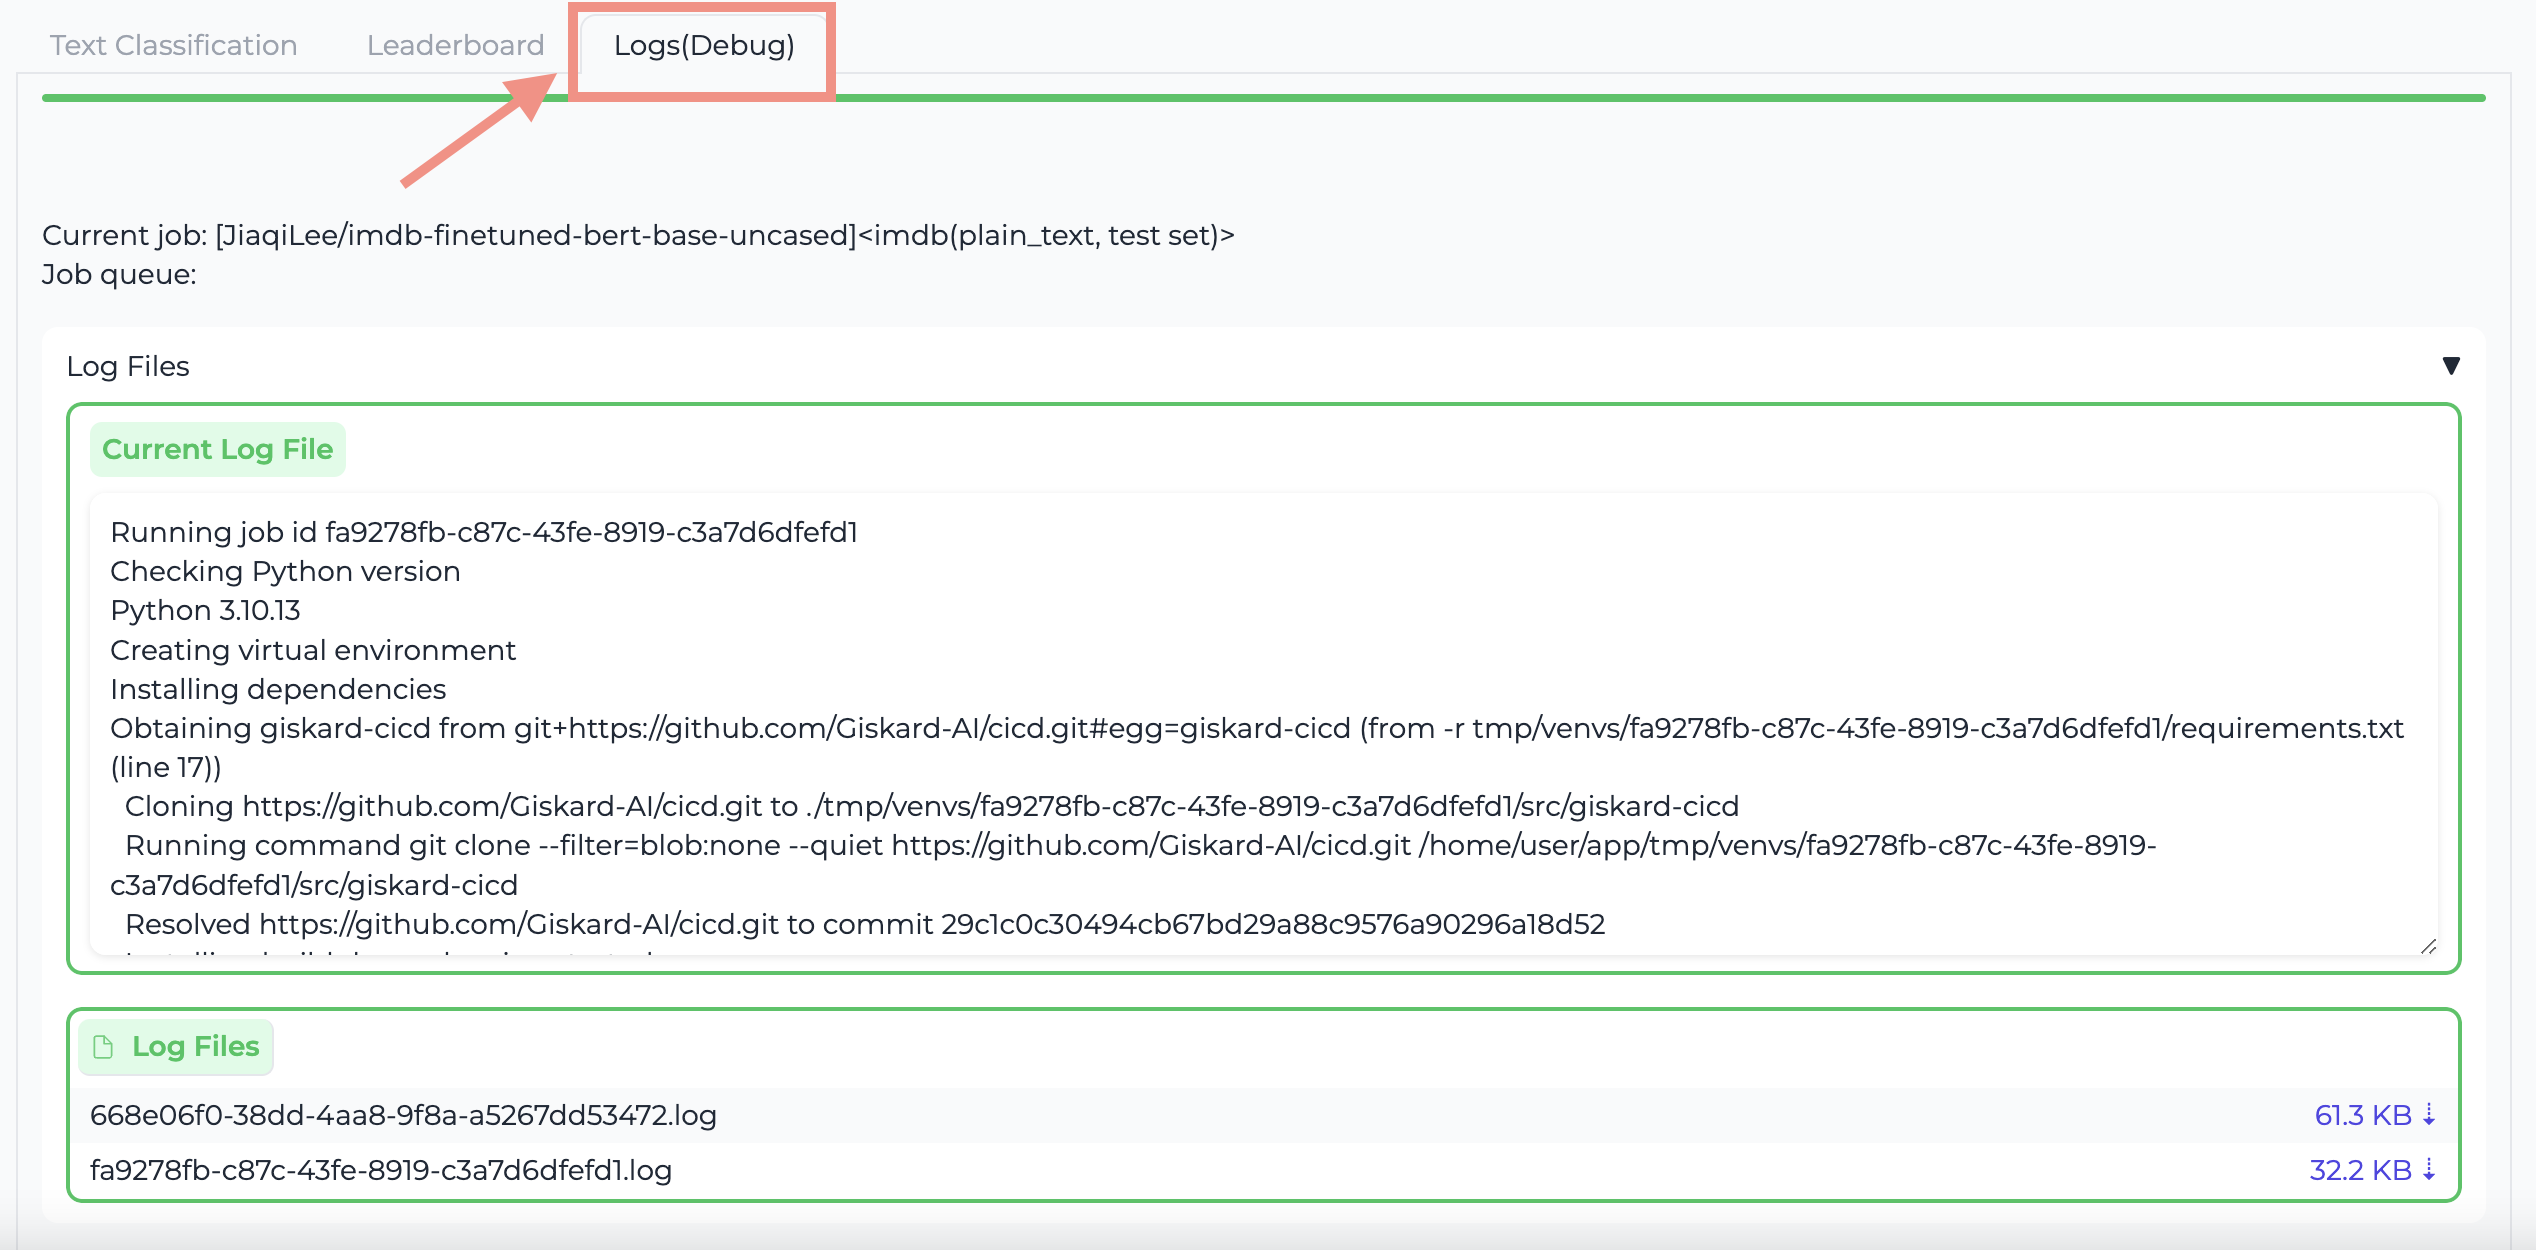 Text Classification
Leaderboard
Logs(Debug)
Current job: [JiaqiLee/imdb-finetuned-bert-base-uncased]<imdb(plain_text, test set)>
Job queue:
Log Files
▼
Current Log File
Running job id fa9278fb-c87c-43fe-8919-c3a7d6dfefd1
Checking Python version
Python 3.10.13
Creating virtual environment
Installing dependencies
Obtaining giskard-cicd from git+https://github.com/Giskard-AI/cicd.git#egg=giskard-cicd (from -r tmp/venvs/fa9278fb-c87c-43fe-8919-c3a7d6dfefd1/requirements.txt
(line 17))
Cloning https://github.com/Giskard-AI/cicd.git to ./tmp/venvs/fa9278fb-c87c-43fe-8919-c3a7d6dfefd1/src/giskard-cicd
Running command git clone --filter=blob:none --quiet https://github.com/Giskard-AI/cicd.git /home/user/app/tmp/venvs/fa9278fb-c87c-43fe-8919-
c3a7d6dfefd1/src/giskard-cicd
Resolved https://github.com/Giskard-AI/cicd.git to commit 29c1c0c30494cb67bd29a88c9576a90296a18d52
Log Files
668e06f0-38dd-4aa8-9f8a-a5267dd53472.log 61.3 KB ⇣
fa9278fb-c87c-43fe-8919-c3a7d6dfefd1.log 32.2 KB ⇣